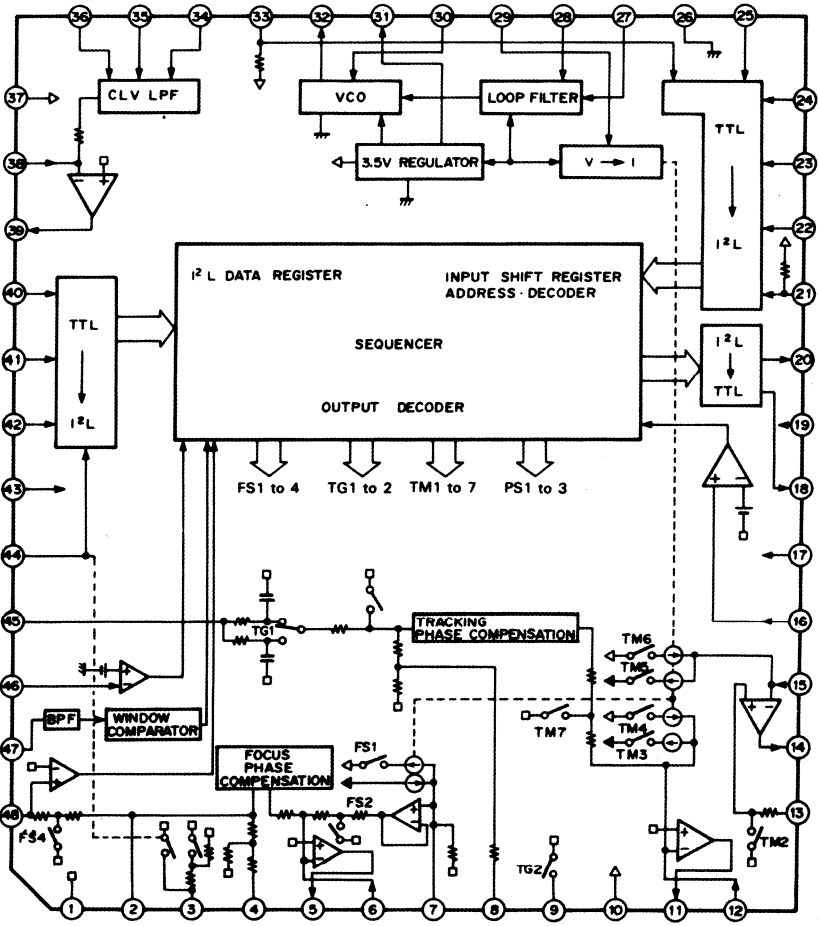 36 35 34 33 32 31 30 29 28 27 26 25
37
CLV LPF
VCO
LOOP FILTER
TTL
24
38
3.5V REGULATOR
V → I
23
39
I²L
22
40
I²L DATA REGISTER
INPUT SHIFT REGISTER
ADDRESS·DECODER
21
TTL
SEQUENCER
I²L
20
41
TTL
42
I²L
OUTPUT DECODER
19
43
FS1 to 4
TG1 to 2
TM1 to 7
PS1 to 3
18
44
17
45
TG1
TRACKING
PHASE COMPENSATION
16
46
TM6
TM5
15
47
BPF
WINDOW
COMPARATOR
TM7
TM4
TM3
14
FOCUS
PHASE
COMPENSATION
FS1
FS2
48
FS4
TG2
TM2
13
1 2 3 4 5 6 7 8 9 10 11 12